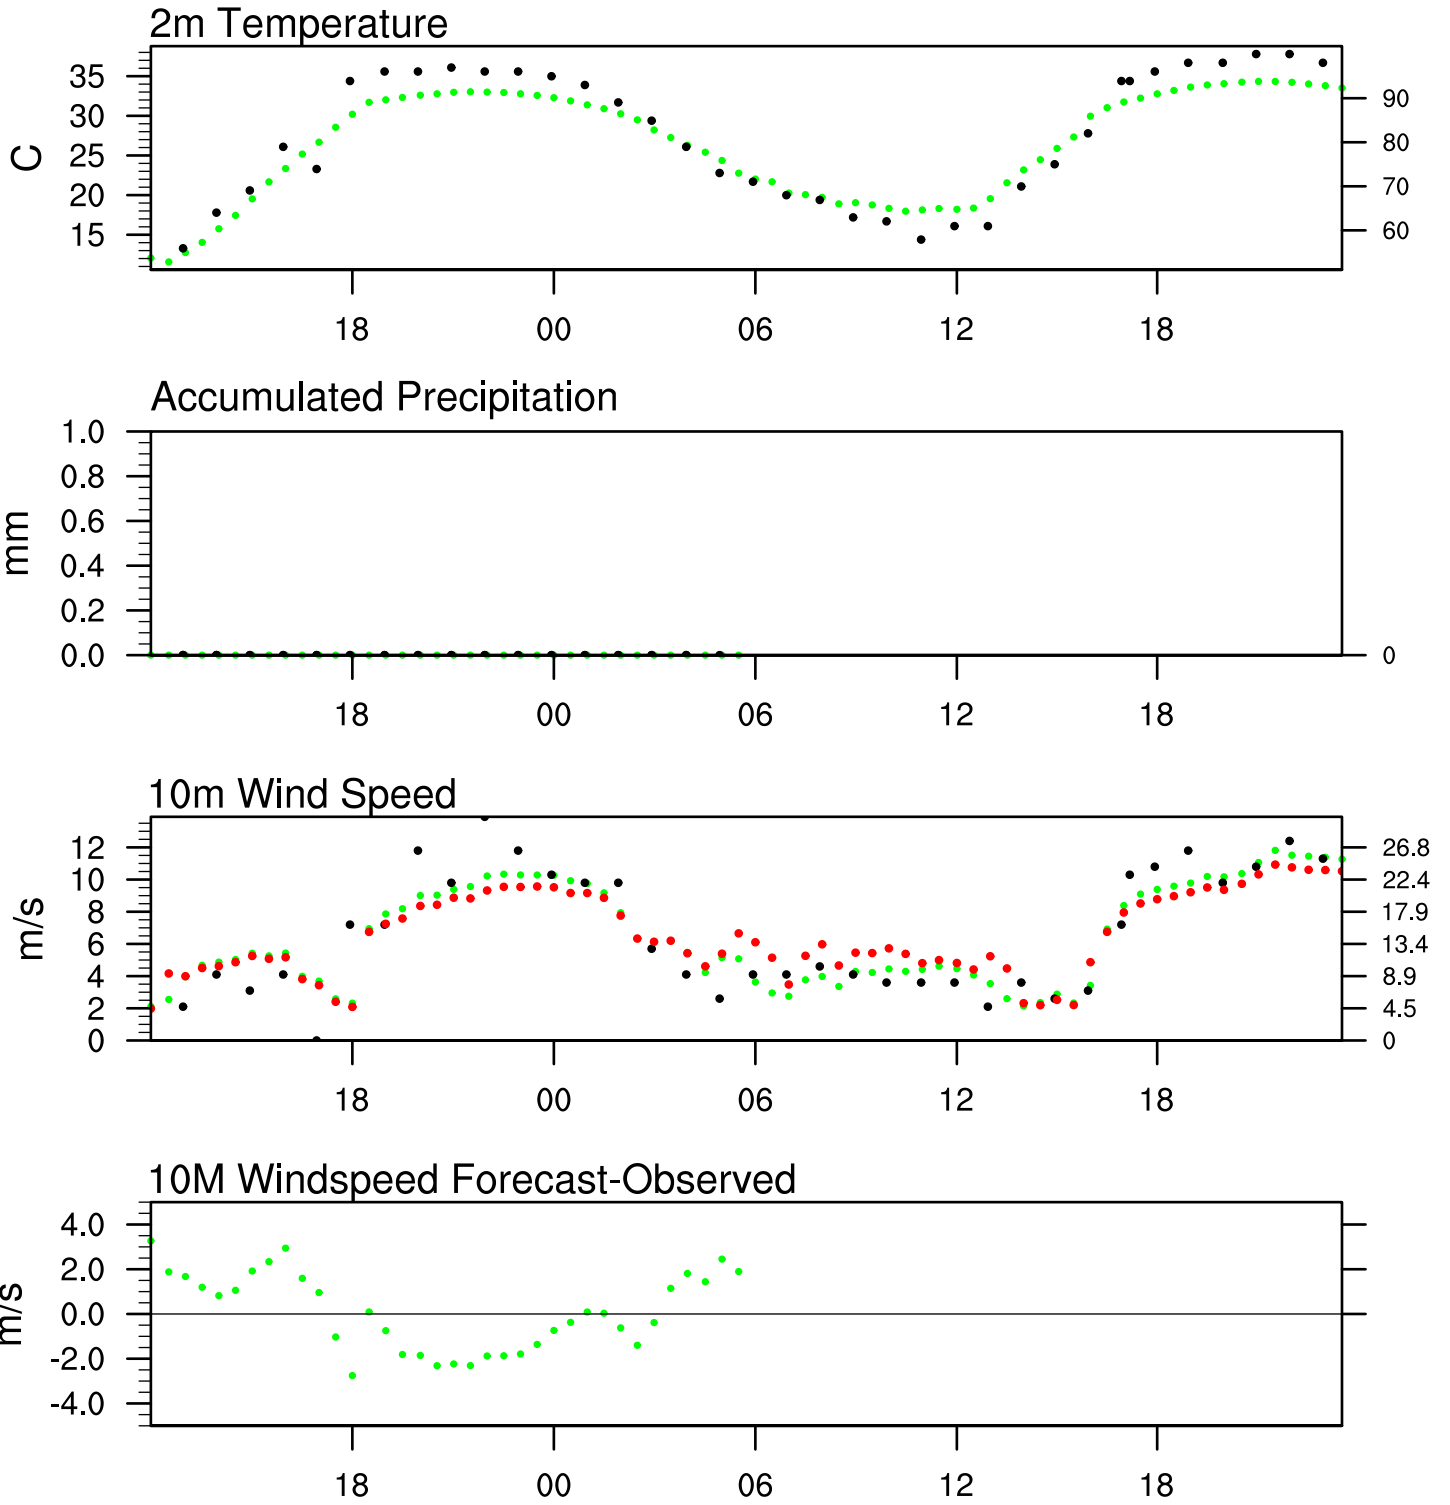 2m Temperature
35
30
25
20
15
C
90
80
70
60
18 00 06 12 18
Accumulated Precipitation
1.0
0.8
0.6
0.4
0.2
0.0
mm
0
18 00 06 12 18
10m Wind Speed
12
10
8
6
4
2
0
m/s
26.8
22.4
17.9
13.4
8.9
4.5
0
18 00 06 12 18
10M Windspeed Forecast-Observed
4.0
2.0
0.0
-2.0
-4.0
m/s
18 00 06 12 18